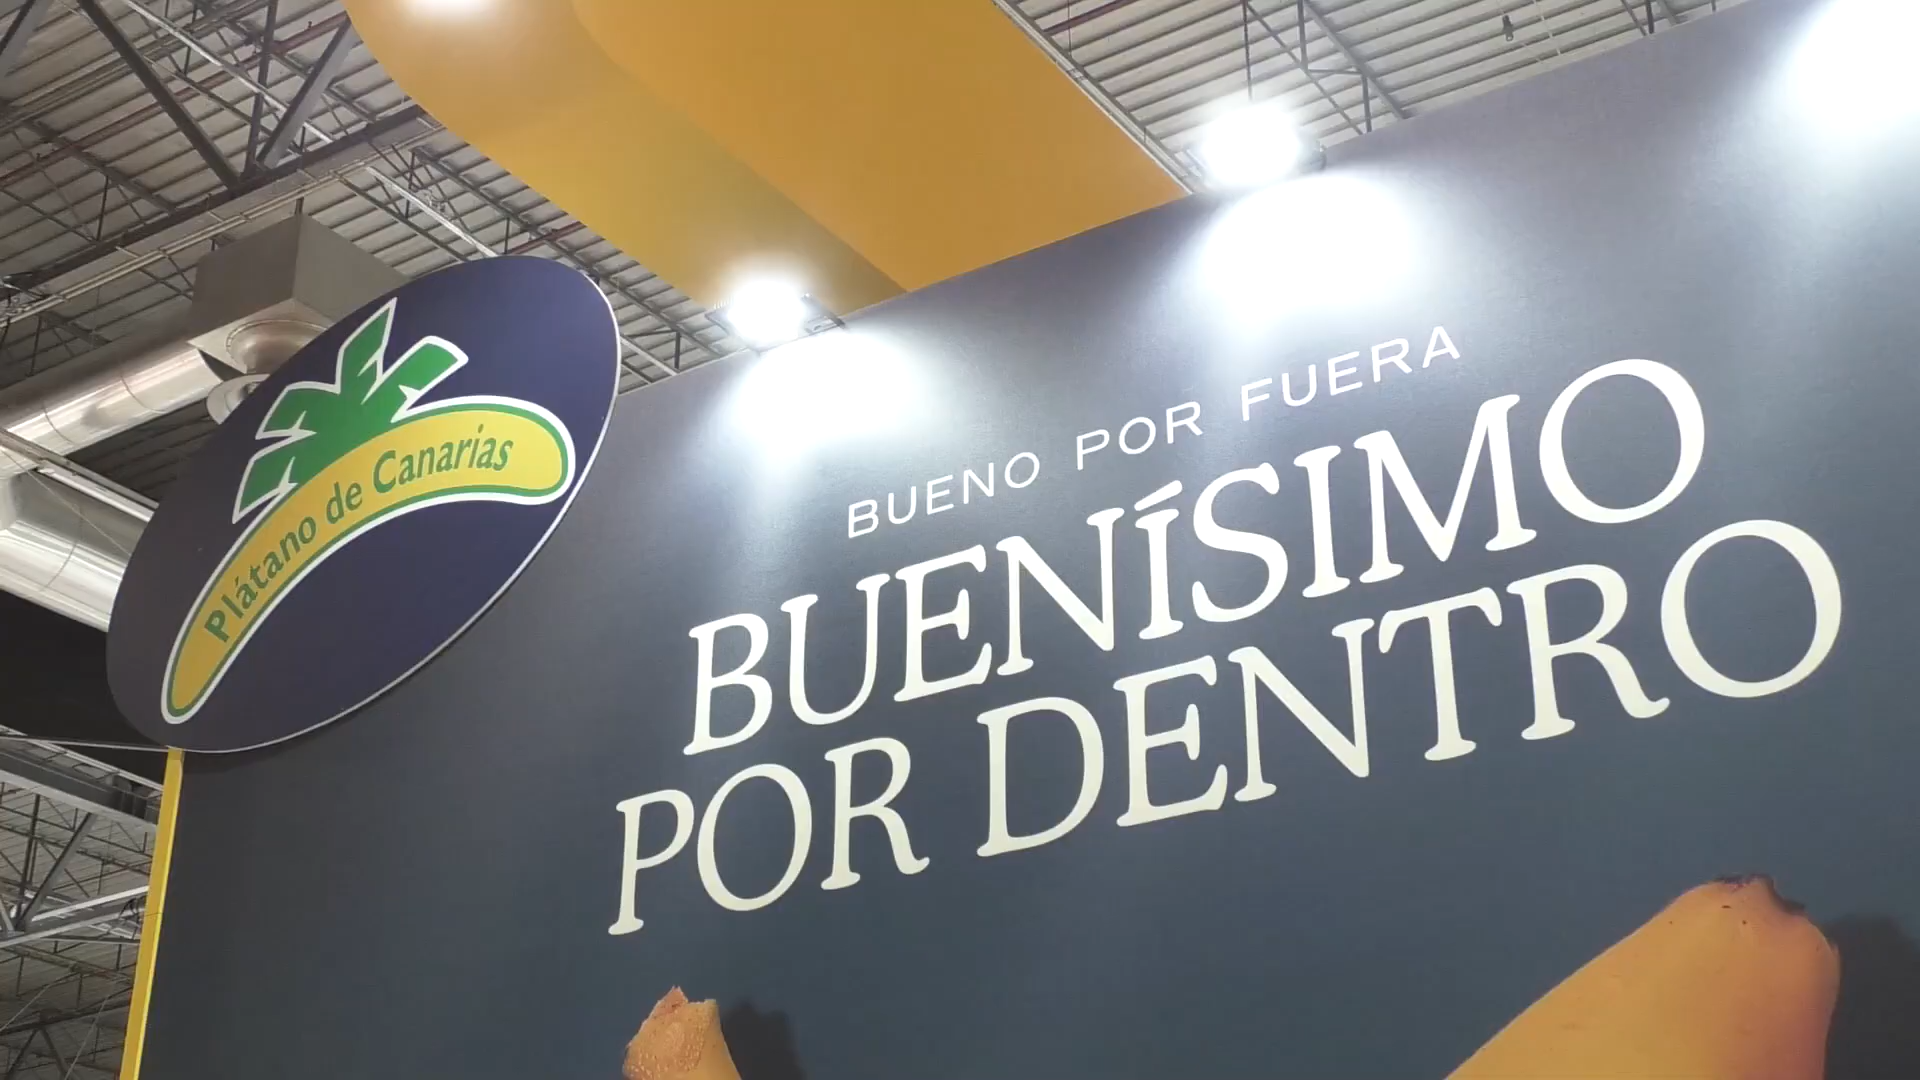 Plátano de Canarias
BUENO POR FUERA
BUENÍSIMO
POR DENTRO